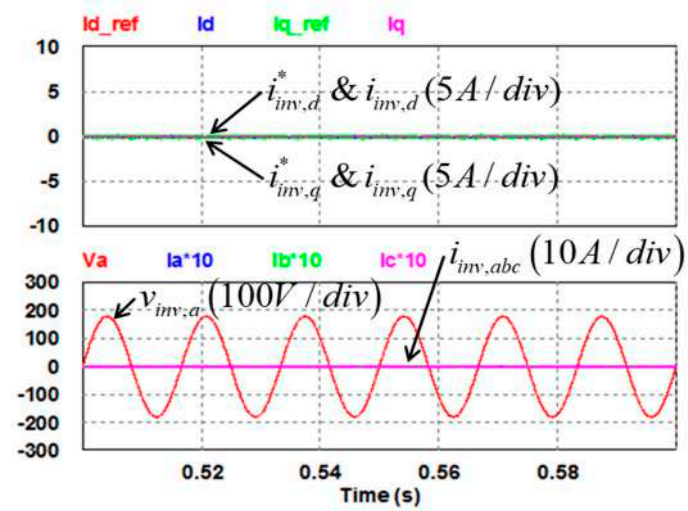 Id_ref Id Iq_ref Iq
10
5
0
-5
-10
i*inv,d & iinv,d (5A / div)
i*inv,q & iinv,q (5A / div)
Va Ia*10 Ib*10 Ic*10
iinv,abc (10A / div)
vinv,a (100V / div)
300
200
100
0
-100
-200
-300
0.52 0.54 0.56 0.58
Time (s)